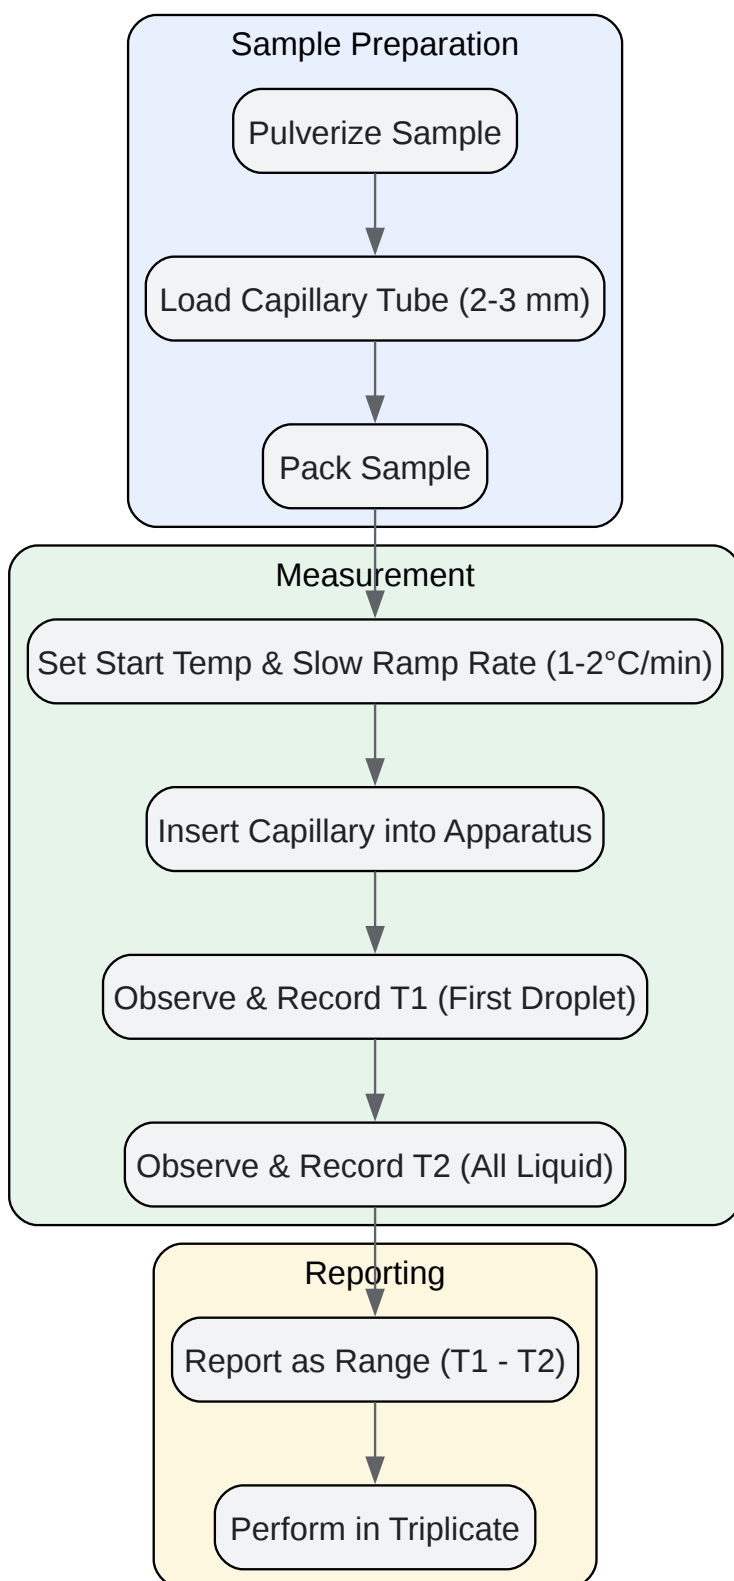 Sample Preparation
Pulverize Sample
Load Capillary Tube (2-3 mm)
Pack Sample
Measurement
Set Start Temp & Slow Ramp Rate (1-2°C/min)
Insert Capillary into Apparatus
Observe & Record T1 (First Droplet)
Observe & Record T2 (All Liquid)
Reporting
Report as Range (T1 - T2)
Perform in Triplicate